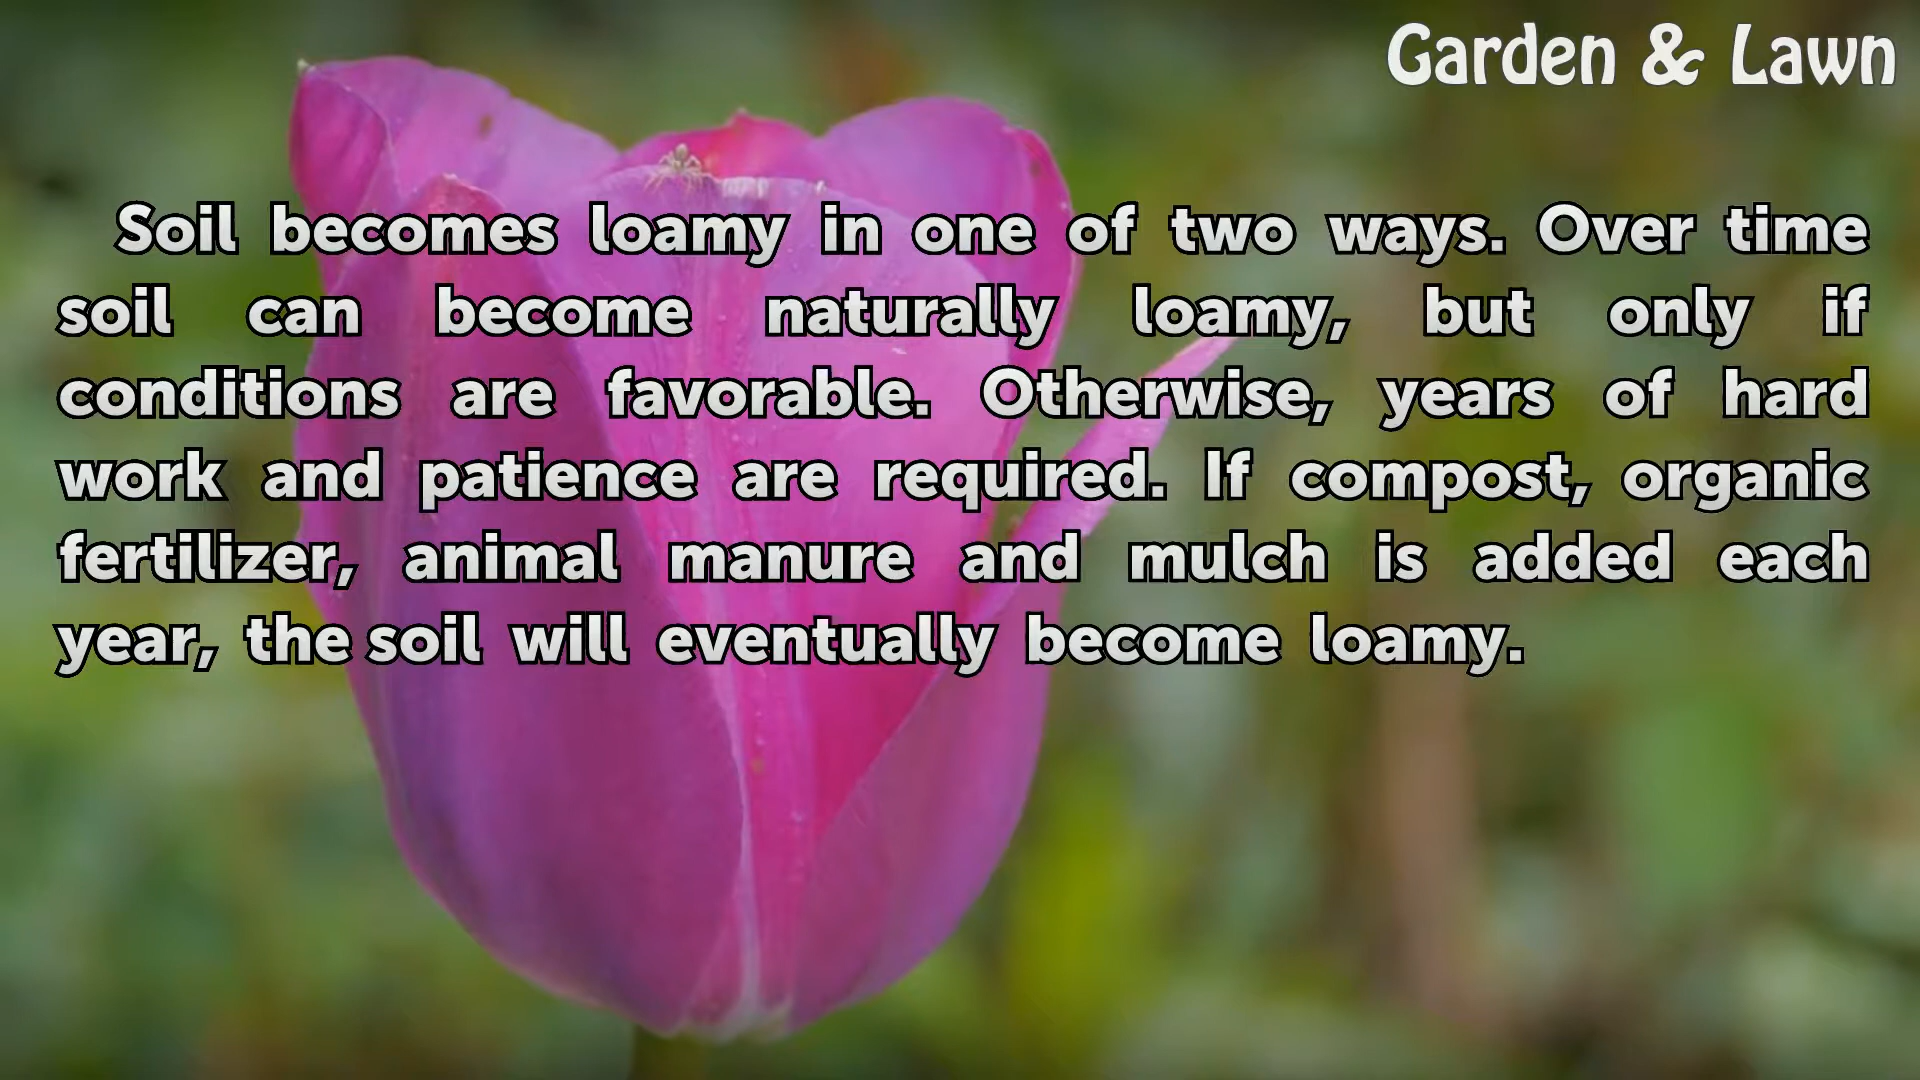 Garden & Lawn
Soil becomes loamy in one of two ways. Over time
soil can become naturally loamy, but only if
conditions are favorable. Otherwise, years of hard
work and patience are required. If compost, organic
fertilizer, animal manure and mulch is added each
year, the soil will eventually become loamy.